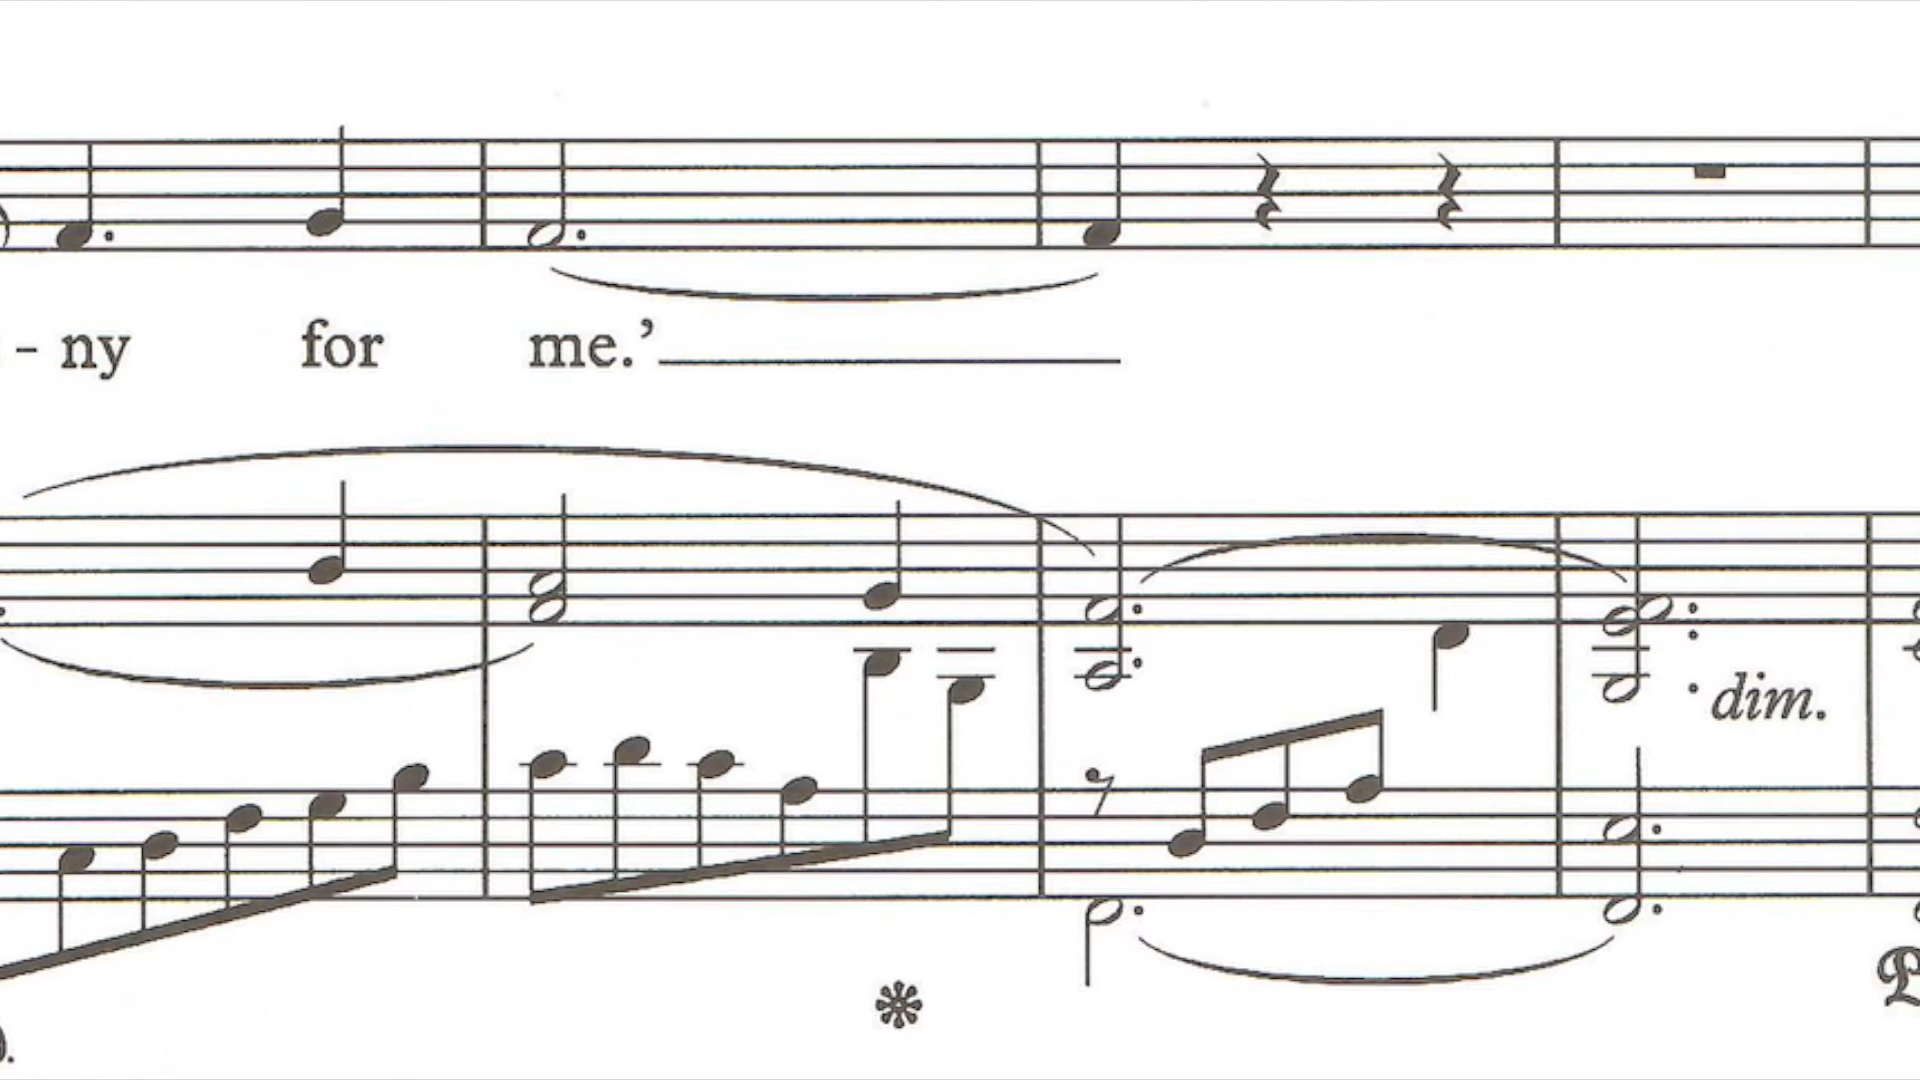 - ny for me.’
dim.